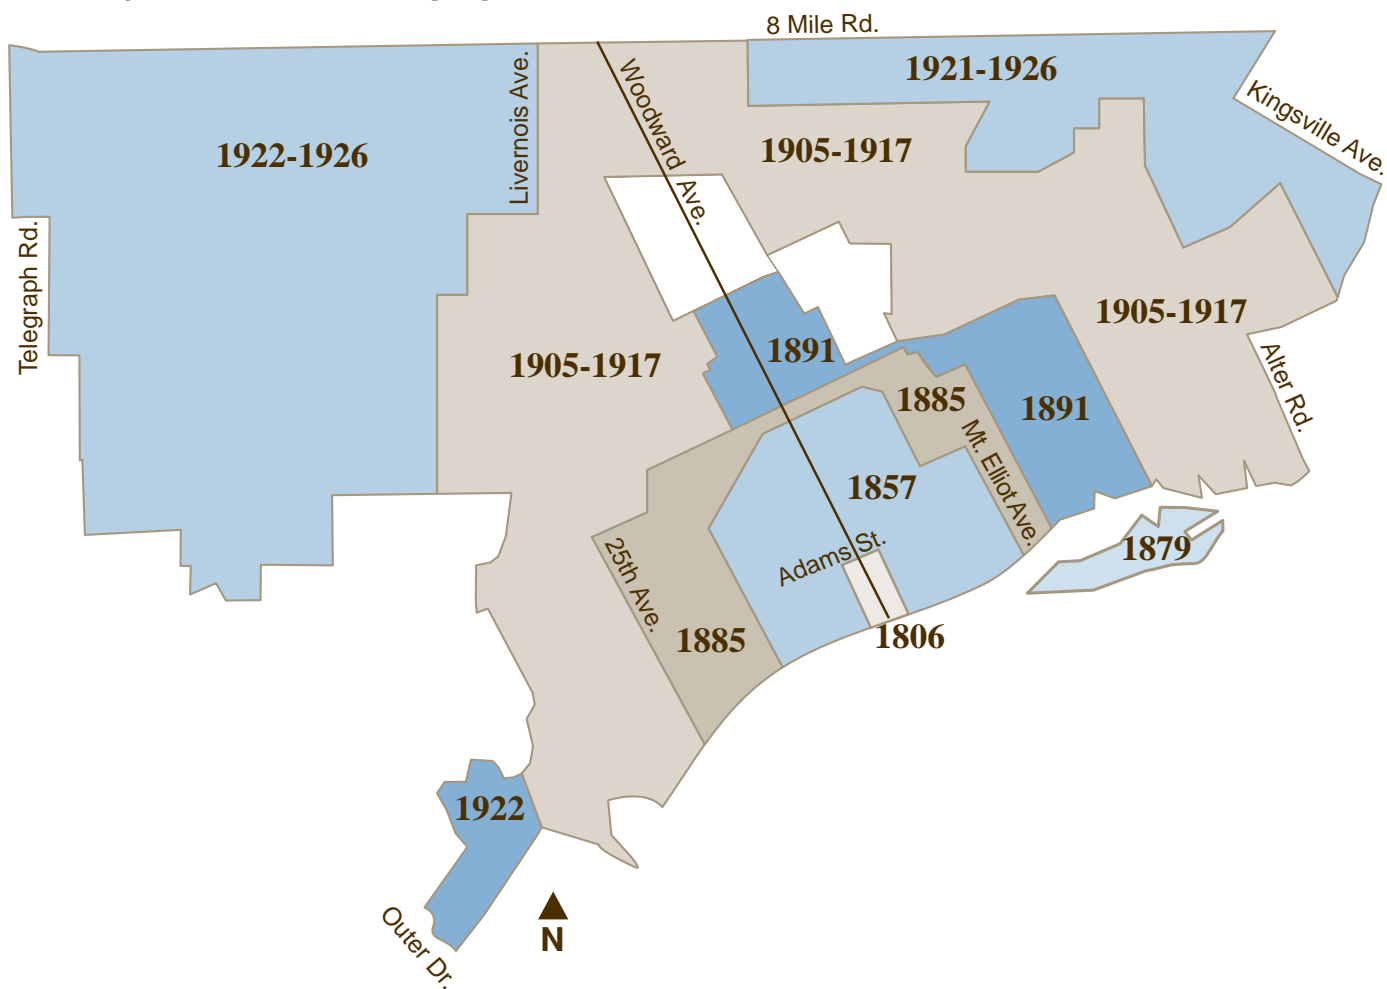 8 Mile Rd.
1921-1926
Kingsville Ave.
Livernois Ave.
Woodward Ave.
1922-1926
1905-1917
Telegraph Rd.
1905-1917
1891
1905-1917
1885
1891
Alter Rd.
Mt. Elliot Ave.
1857
Adams St.
1879
25th Ave.
1885
1806
1922
Outer Dr.
N